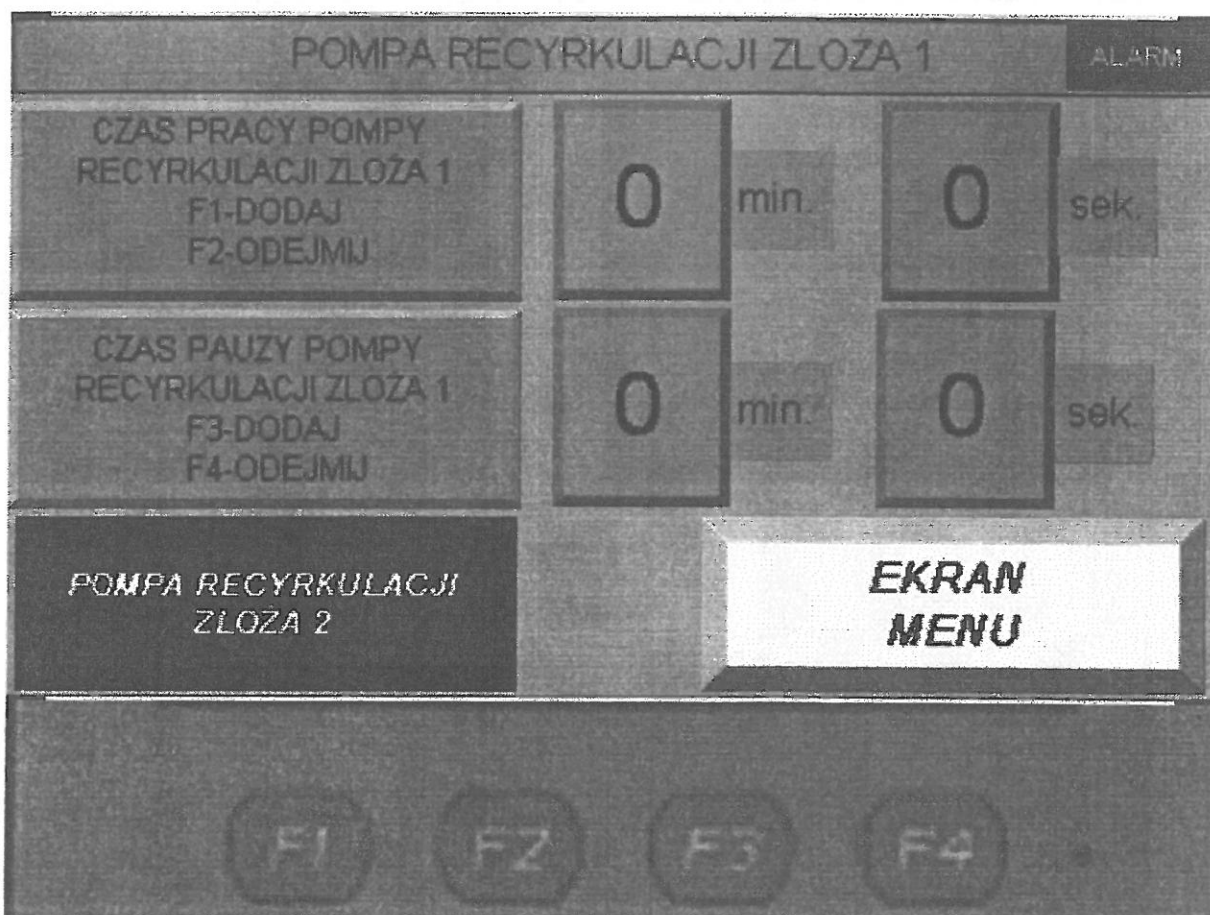 POMPA RECYRKULACJI ZLOZA 1
ALARM
CZAS PRACY POMPY
RECYRKULACJI ZLOŻA 1
F1-DODAJ
F2-ODEJMIJ
0 min. 0 sek.
CZAS PAUZY POMPY
RECYRKULACJI ZLOŻA 1
F3-DODAJ
F4-ODEJMIJ
0 min. 0 sek.
POMPA RECYRKULACJI
ZLOZA 2
EKRAN
MENU
F1 F2 F3 F4